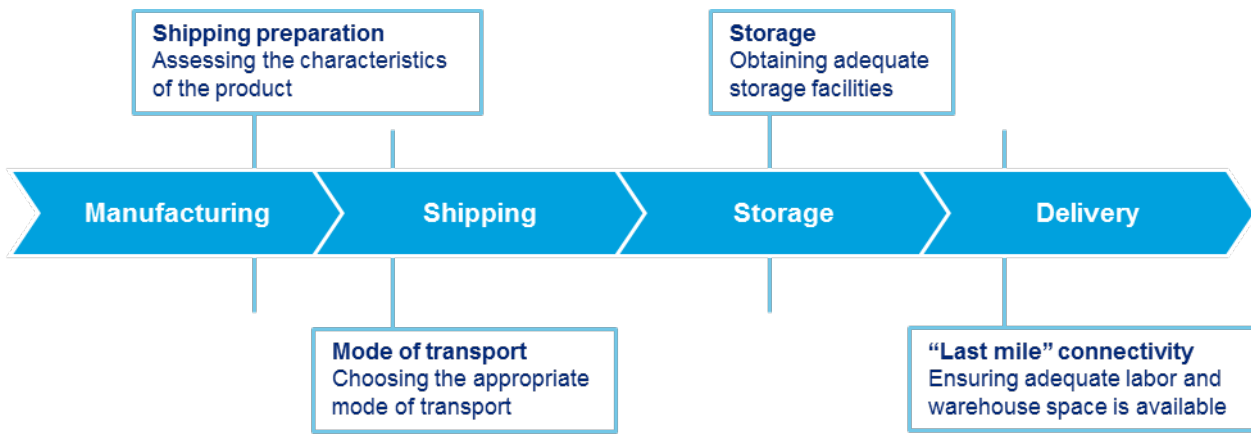 Shipping preparation
Assessing the characteristics
of the product
Storage
Obtaining adequate
storage facilities
Manufacturing
Shipping
Storage
Delivery
Mode of transport
Choosing the appropriate
mode of transport
“Last mile” connectivity
Ensuring adequate labor and
warehouse space is available